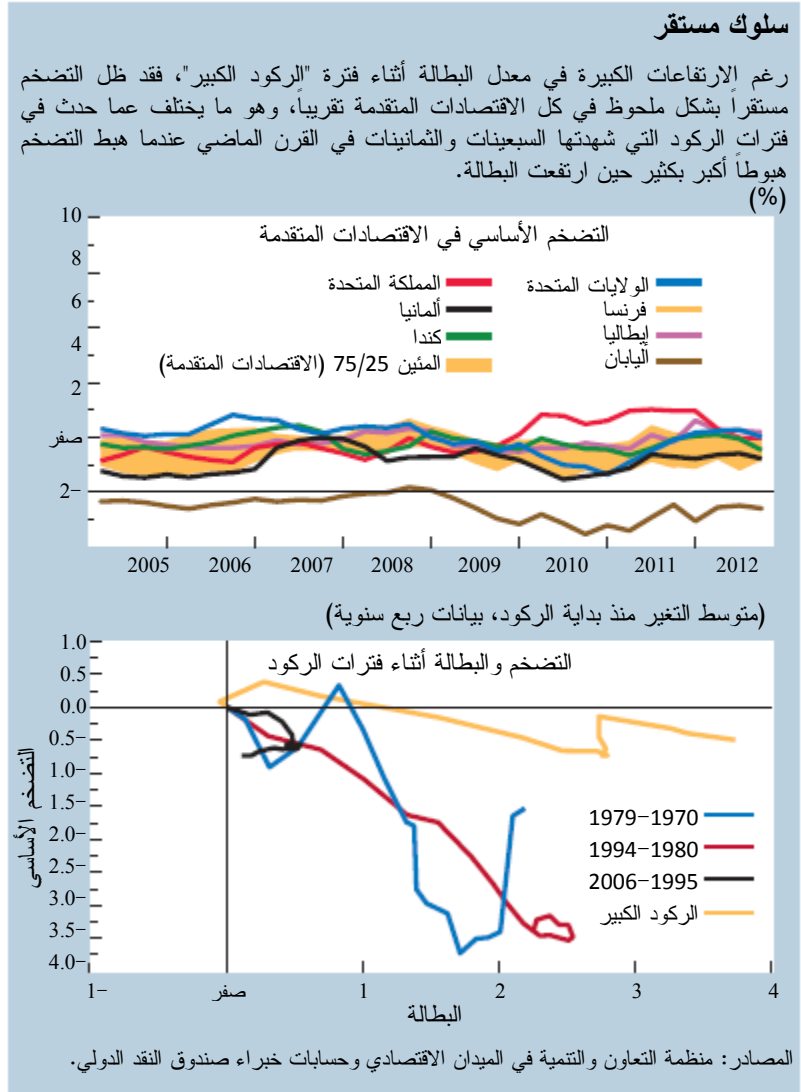 سلوك مستقر
رغم الارتفاعات الكبيرة في معدل البطالة أثناء فترة "الركود الكبير"، فقد ظل التضخم
مستقراً بشكل ملحوظ في كل الاقتصادات المتقدمة تقريباً، وهو ما يختلف عما حدث في
فترات الركود التي شهدتها السبعينات والثمانينات في القرن الماضي عندما هبط التضخم
هبوطاً أكبر بكثير حين ارتفعت البطالة.
(%)
التضخم الأساسي في الاقتصادات المتقدمة
10
8
6
4
2
صفر
2-
الولايات المتحدة
فرنسا
إيطاليا
اليابان
المملكة المتحدة
ألمانيا
كندا
المئين 75/25 (الاقتصادات المتقدمة)
2005 2006 2007 2008 2009 2010 2011 2012
(متوسط التغير منذ بداية الركود، بيانات ربع سنوية)
التضخم والبطالة أثناء فترات الركود
1.0
0.5
0.0
0.5-
1.0-
1.5-
2.0-
2.5-
3.0-
3.5-
4.0-
التضخم الأساسي
1979-1970
1994-1980
2006-1995
الركود الكبير
1- صفر 1 2 3 4
البطالة
المصادر: منظمة التعاون والتنمية في الميدان الاقتصادي وحسابات خبراء صندوق النقد الدولي.